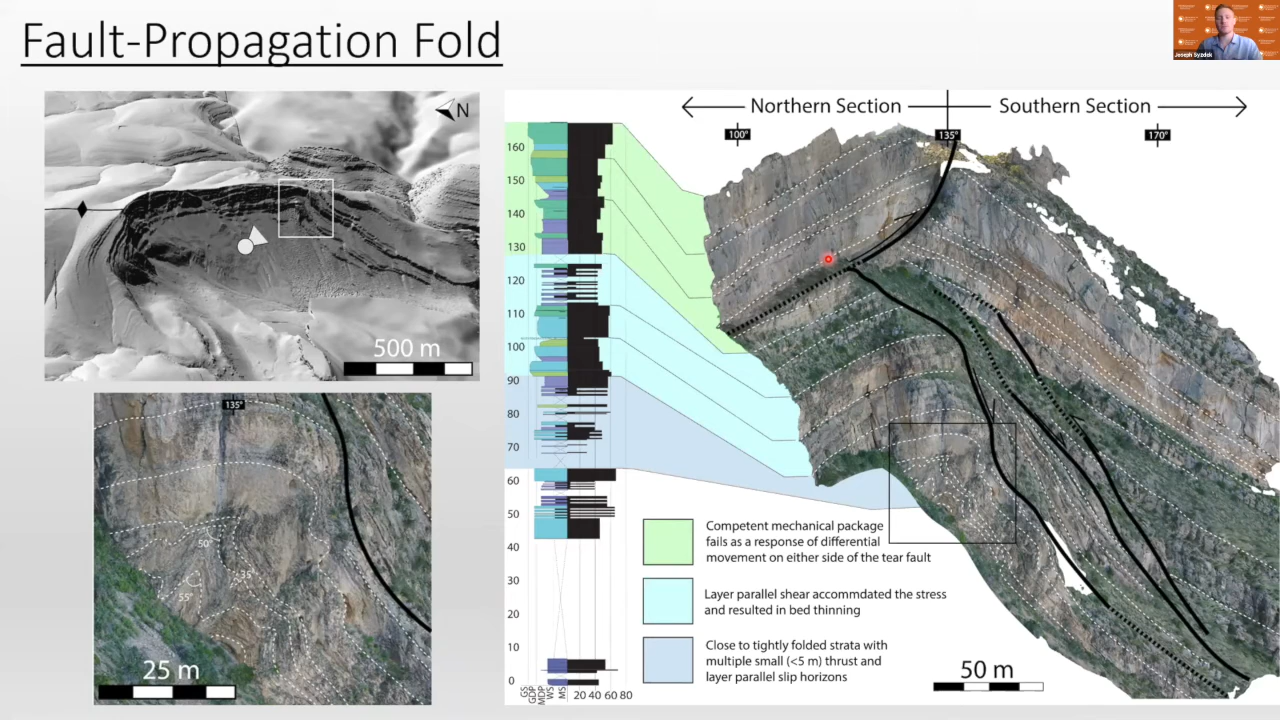 Fault-Propagation Fold
Joseph Syzdek
N
500 m
135°
50°
35°
55°
25 m
Northern Section
Southern Section
100°
135°
170°
160
150
140
130
120
110
100
90
80
70
60
50
40
30
20
10
0
GS
GDP
MDP
WS
MS
20 40 60 80
Competent mechanical package
fails as a response of differential
movement on either side of the tear fault
Layer parallel shear accommdated the stress
and resulted in bed thinning
Close to tightly folded strata with
multiple small (<5 m) thrust and
layer parallel slip horizons
50 m